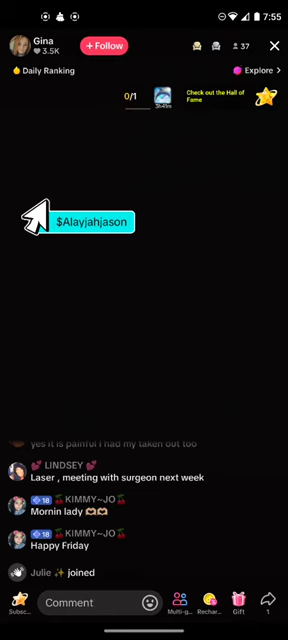 7:55
Gina
3.5K
+ Follow
37
Daily Ranking
Explore >
0/1
3h41m
Check out the Hall of
Fame
$Alayjahjason
yes it is painful i had my taken out too
LINDSEY
Laser , meeting with surgeon next week
18 KIMMY~JO
Mornin lady
18 KIMMY~JO
Happy Friday
Julie joined
Comment
Subsc...
Multi-g...
Rechar...
Gift
1